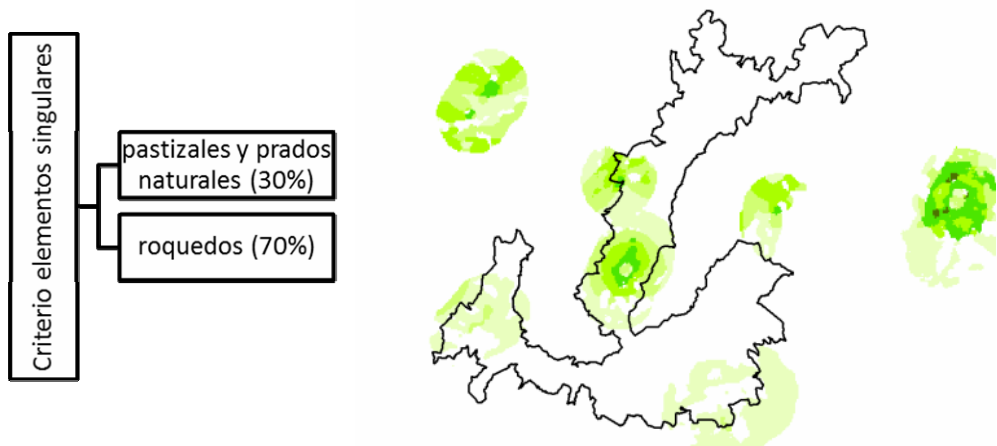 Criterio elementos singulares
pastizales y prados
naturales (30%)
roquedos (70%)